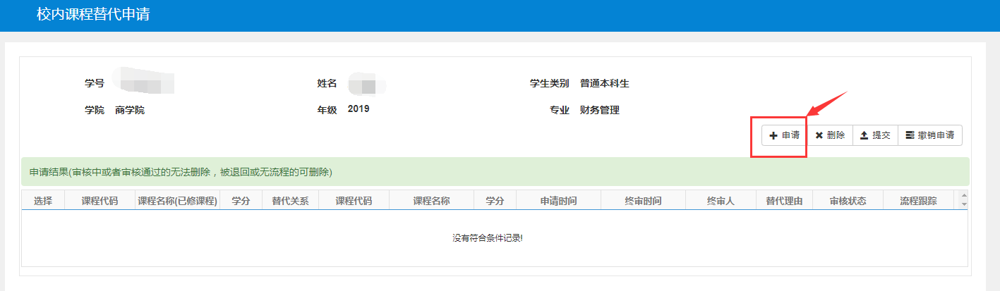 校内课程替代申请
学号 姓名 学生类别 普通本科生
学院 商学院 年级 2019 专业 财务管理
申请 删除 提交 撤销申请
申请结果(审核中或者审核通过的无法删除，被退回或无流程的可删除)
选择 课程代码 课程名称(已修课程) 学分 替代关系 课程代码 课程名称 学分 申请时间 终审时间 终审人 替代理由 审核状态 流程跟踪
没有符合条件记录!